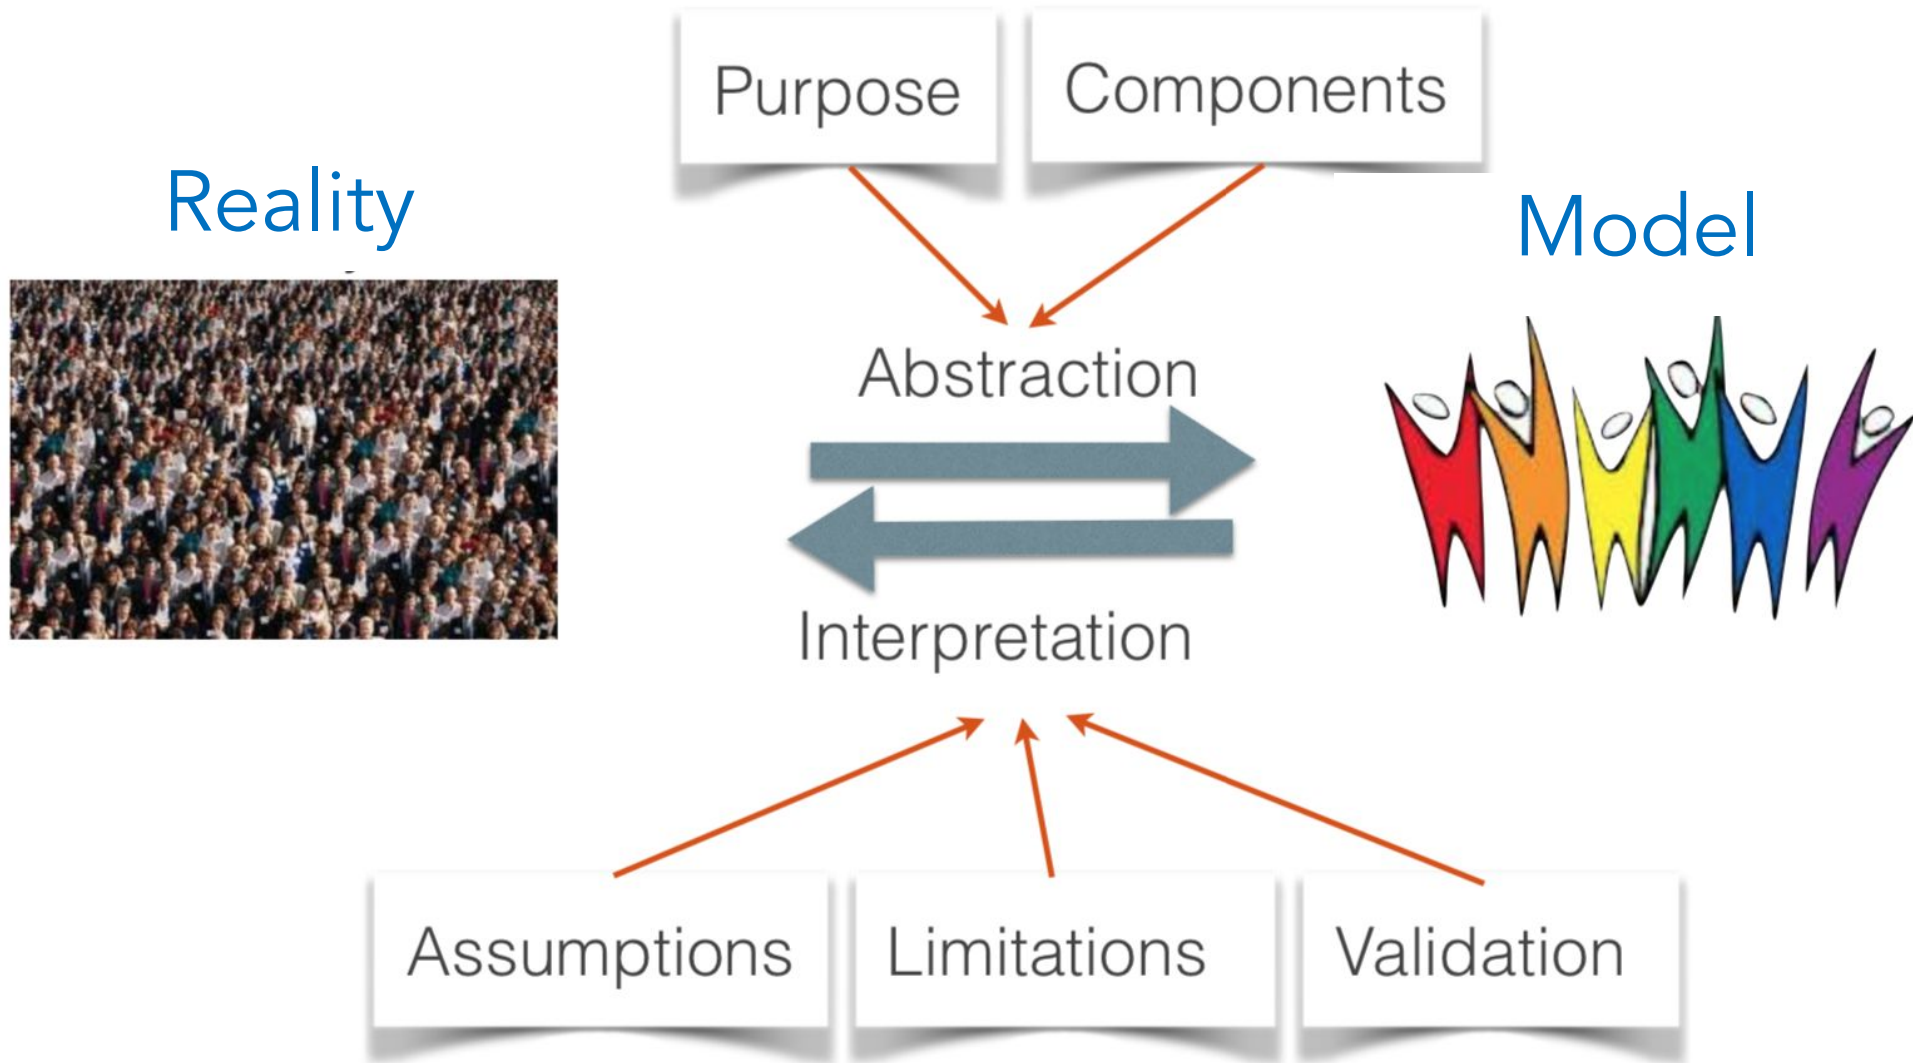 Purpose
Components
Reality
Model
Abstraction
Interpretation
Assumptions
Limitations
Validation